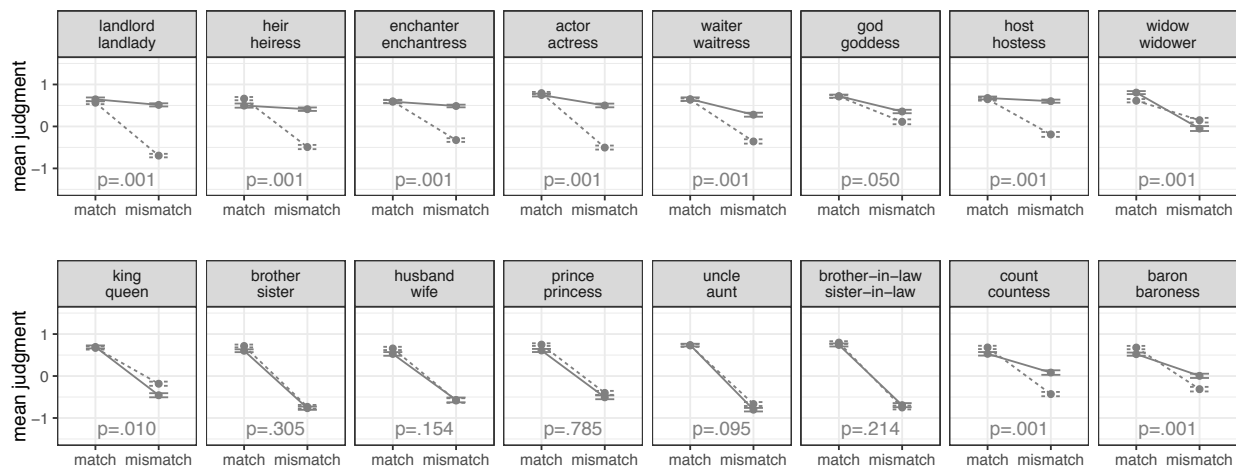 landlord heir enchanter actor waiter god host widow
landlady heiress enchantress actress waitress goddess hostess widower
mean judgment
1
0
−1
p=.001 p=.001 p=.001 p=.001 p=.001 p=.050 p=.001 p=.001
match mismatch match mismatch match mismatch match mismatch match mismatch match mismatch match mismatch match mismatch
king brother husband prince uncle brother−in−law count baron
queen sister wife princess aunt sister−in−law countess baroness
mean judgment
1
0
−1
p=.010 p=.305 p=.154 p=.785 p=.095 p=.214 p=.001 p=.001
match mismatch match mismatch match mismatch match mismatch match mismatch match mismatch match mismatch match mismatch